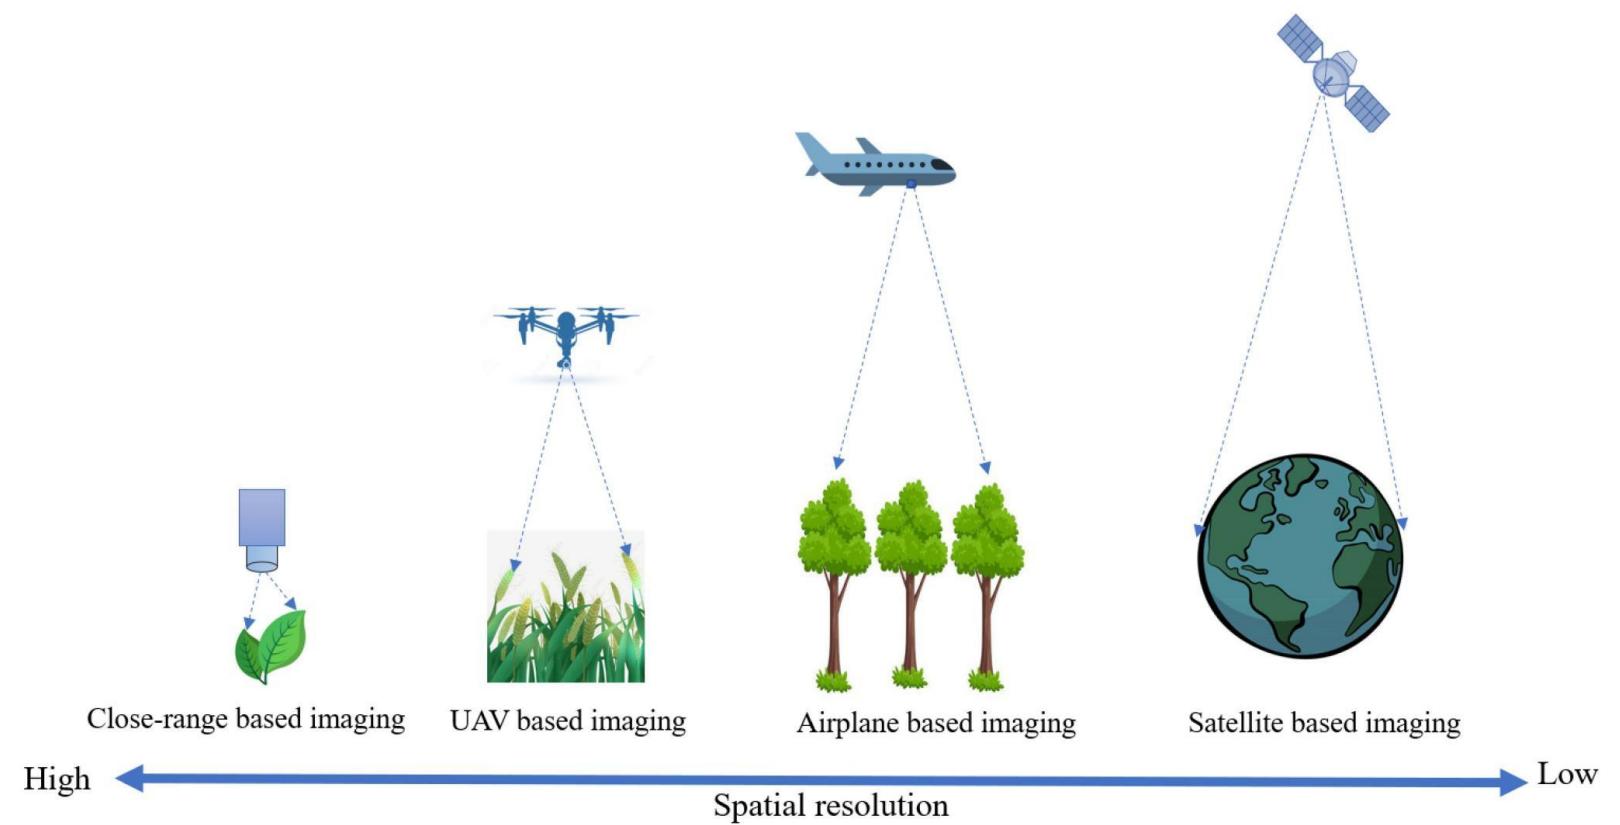 Close-range based imaging
UAV based imaging
Airplane based imaging
Satellite based imaging
High
Low
Spatial resolution